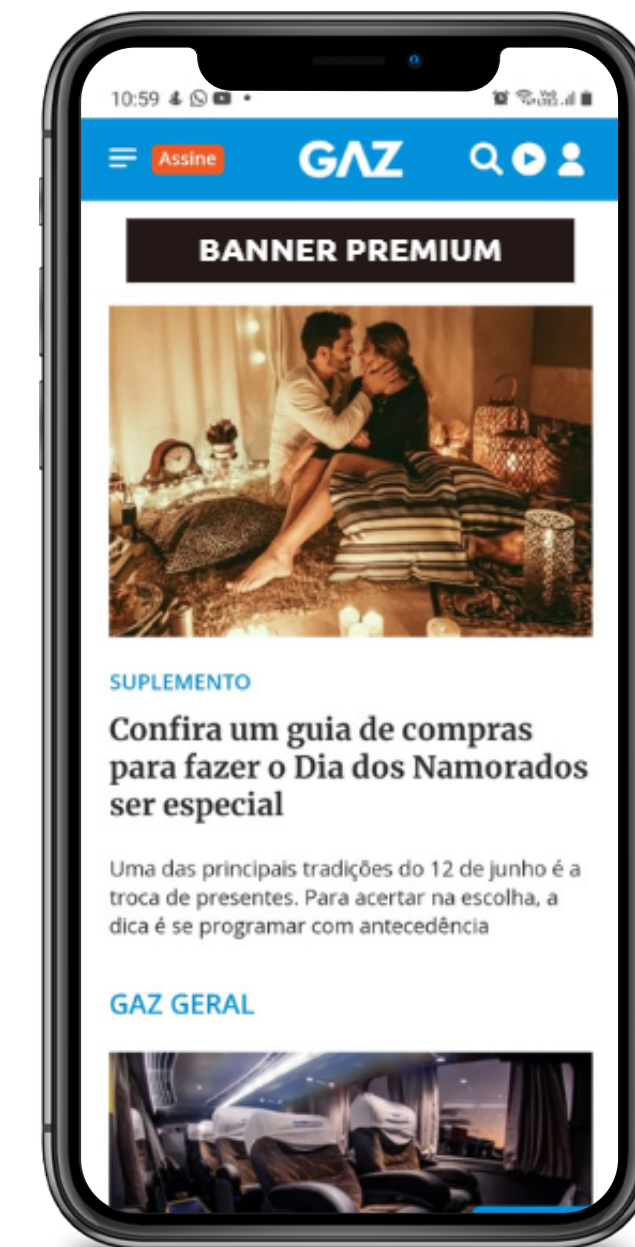 10:59
Assine
GAZ
BANNER PREMIUM
SUPLEMENTO
Confira um guia de compras
para fazer o Dia dos Namorados
ser especial
Uma das principais tradições do 12 de junho é a
troca de presentes. Para acertar na escolha, a
dica é se programar com antecedência
GAZ GERAL